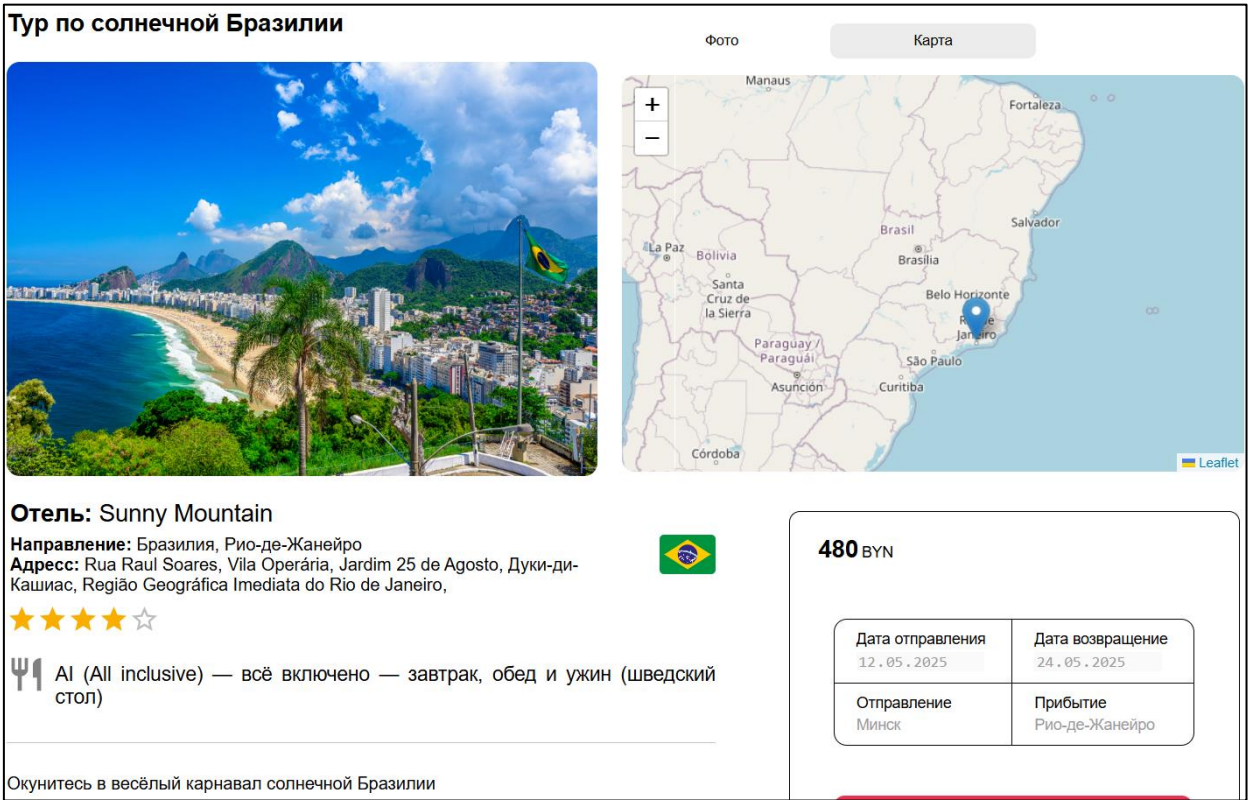 Тур по солнечной Бразилии
Фото
Карта
+
−
Manaus
Fortaleza
Salvador
Brasil
Brasília
La Paz
Bolivia
Santa
Cruz de
la Sierra
Belo Horizonte
Paraguay /
Paraguái
Asunción
São Paulo
Curitiba
Córdoba
Leaflet
Отель: Sunny Mountain
Направление: Бразилия, Рио-де-Жанейро
Адресс: Rua Raul Soares, Vila Operária, Jardim 25 de Agosto, Дуки-ди-
Кашиас, Região Geográfica Imediata do Rio de Janeiro,
AI (All inclusive) — всё включено — завтрак, обед и ужин (шведский
стол)
Окунитесь в весёлый карнавал солнечной Бразилии
480 BYN
Дата отправления
12.05.2025
Дата возвращение
24.05.2025
Отправление
Минск
Прибытие
Рио-де-Жанейро